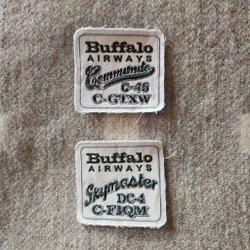 Buffalo
AIRWAYS
Commando
C-46
C-GTXW
Buffalo
AIRWAYS
Skymaster
DC-4
C-FIQM